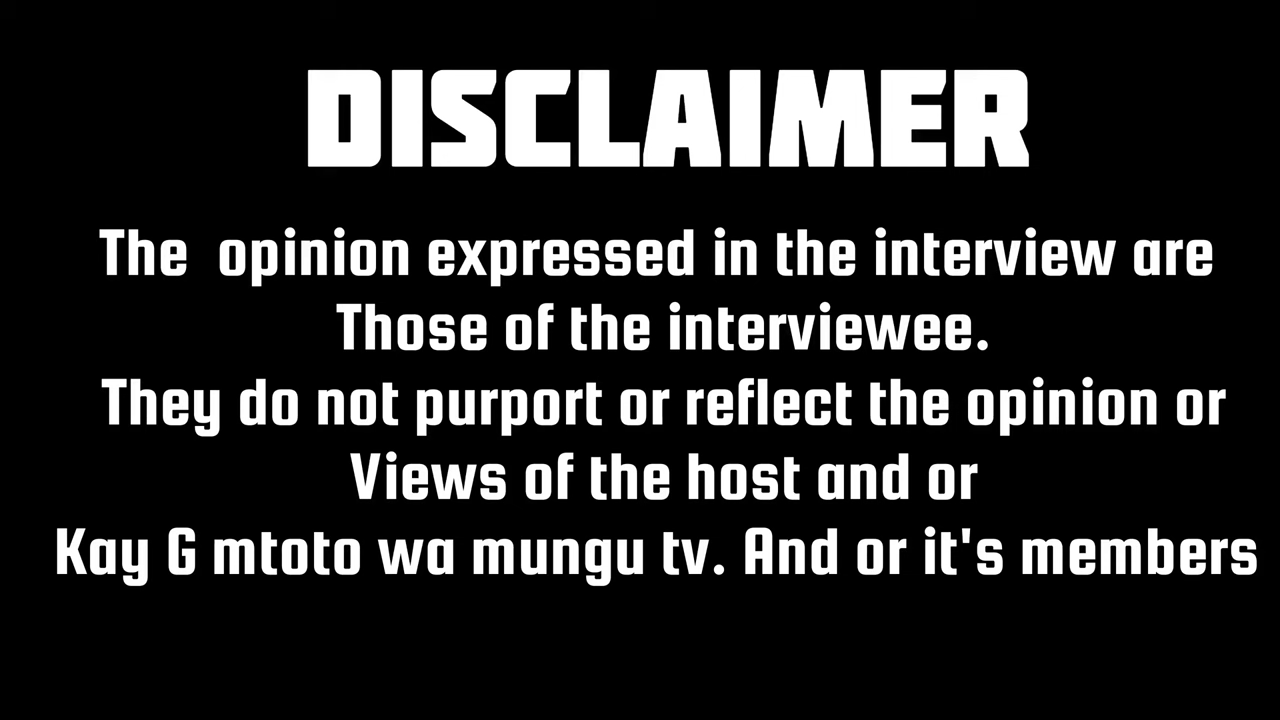 DISCLAIMER
The opinion expressed in the interview are
Those of the interviewee.
They do not purport or reflect the opinion or
Views of the host and or
Kay G mtoto wa mungu tv. And or it's members